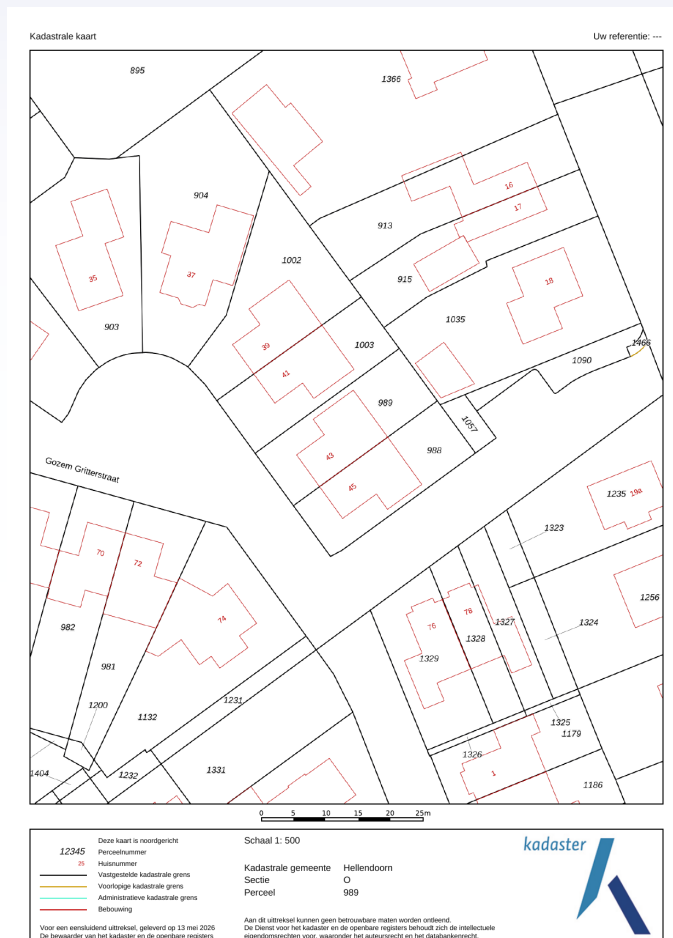 Kadastrale kaart
Uw referentie: ---
895
1366
904
16
17
913
1002
915
37
35
18
1035
903
1003
39
1466
1090
41
989
1057
988
43
Gozem Gritterstraat
45
1235 19a
1323
70
72
1256
74
76
78
1327
1324
982
1328
1329
981
1231
1200
1132
1325
1179
1326
1404
1232
1331
1
1186
0 5 10 15 20 25m
Deze kaart is noordgericht
12345 Perceelnummer
25 Huisnummer
Vastgestelde kadastrale grens
Voorlopige kadastrale grens
Administratieve kadastrale grens
Bebouwing
Voor een eensluidend uittreksel, geleverd op 13 mei 2026
De bewaarder van het kadaster en de openbare registers
Schaal 1: 500
Kadastrale gemeente Hellendoorn
Sectie O
Perceel 989
Aan dit uittreksel kunnen geen betrouwbare maten worden ontleend.
De Dienst voor het kadaster en de openbare registers behoudt zich de intellectuele
eigendomsrechten voor, waaronder het auteursrecht en het databankenrecht.
kadaster